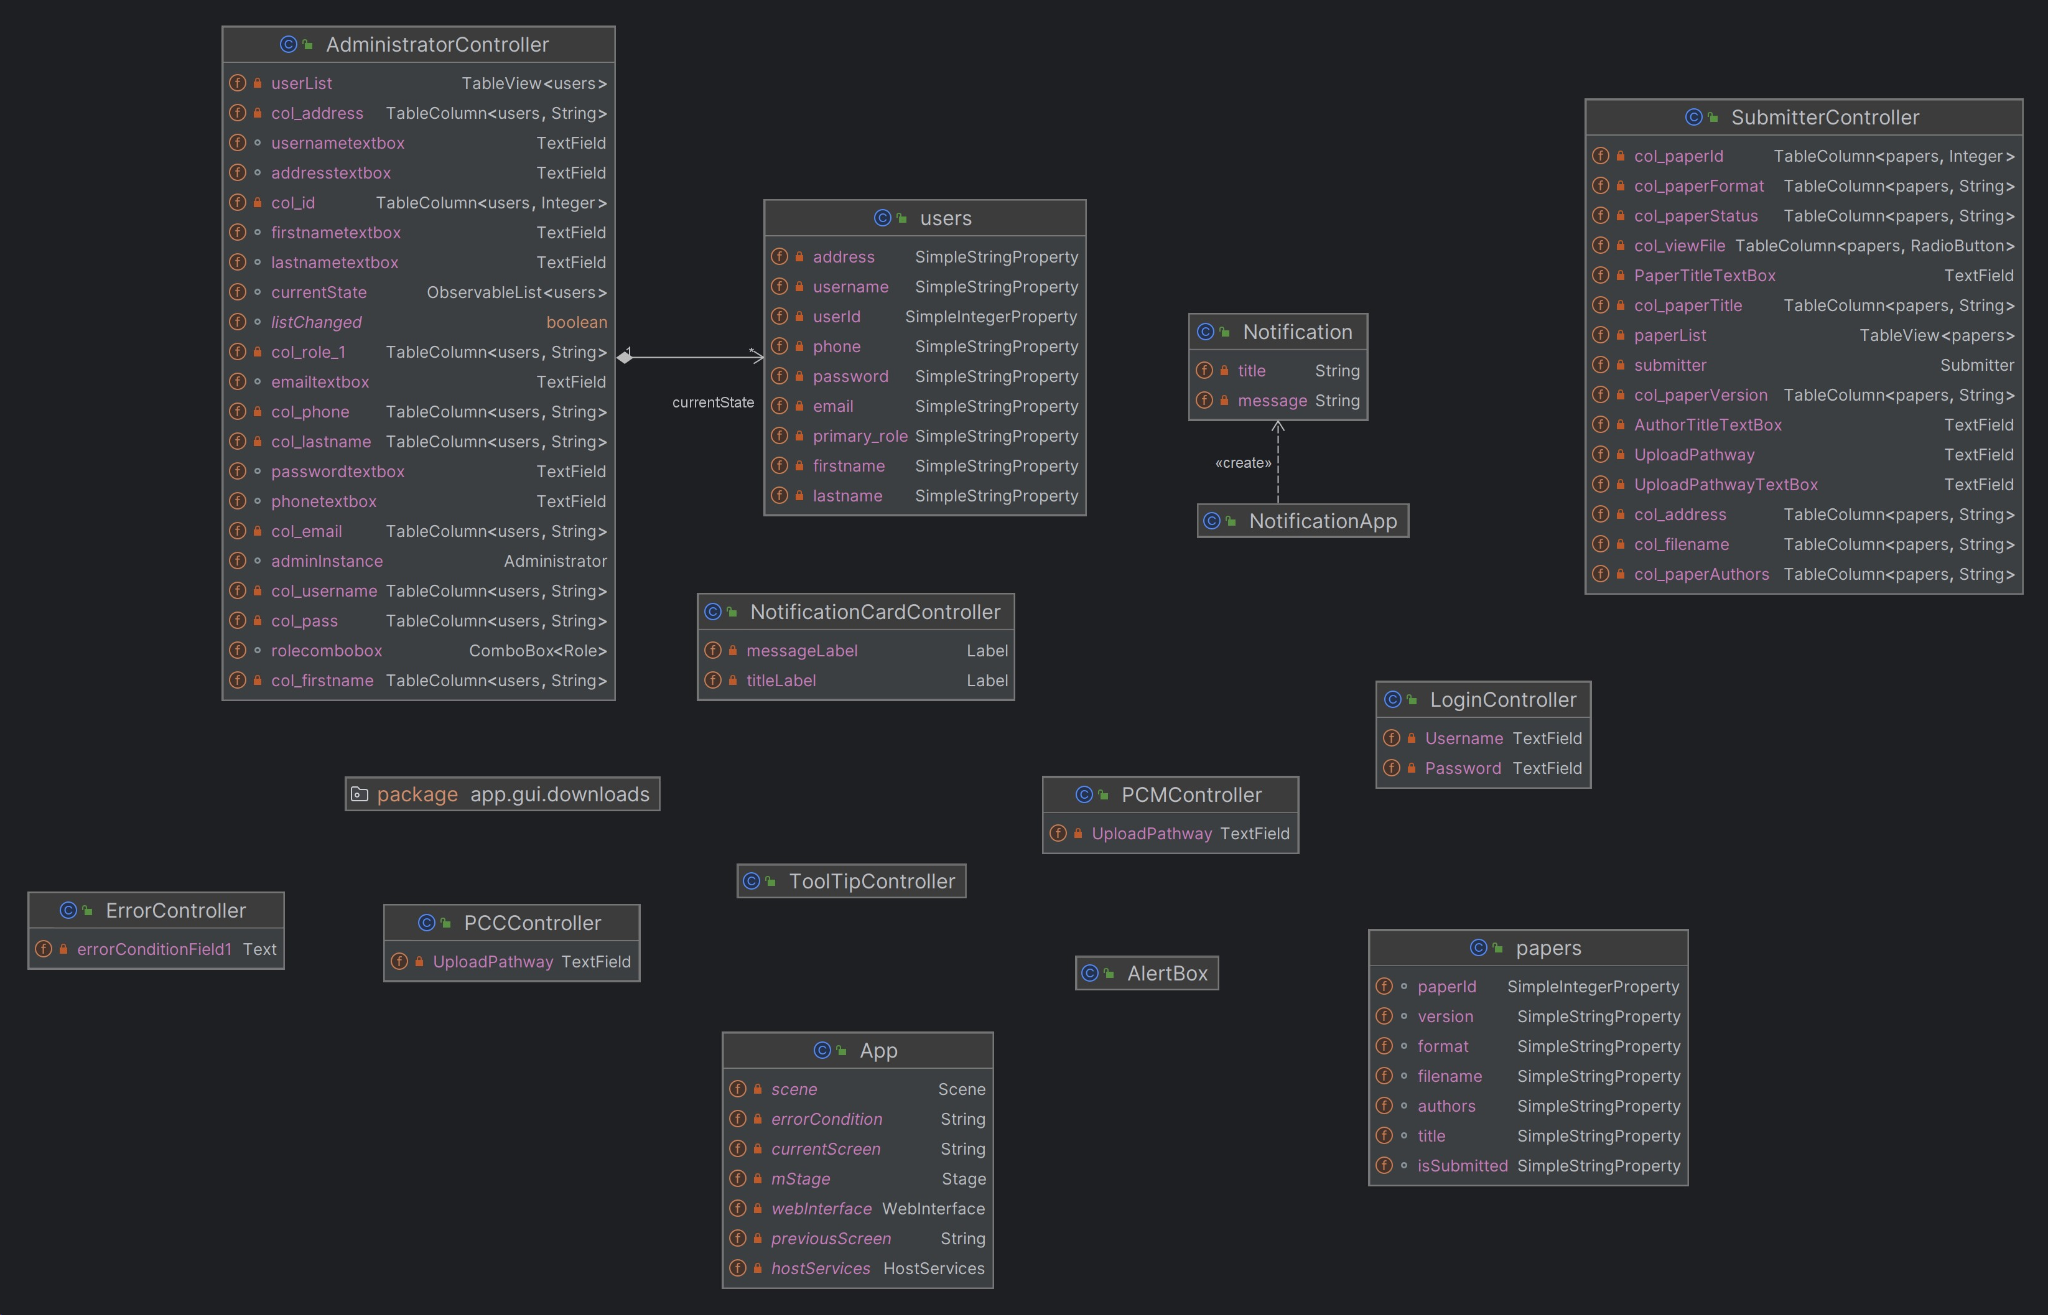 AdministratorController
userList TableView<users>
col_address TableColumn<users, String>
usernametextbox TextField
addresstextbox TextField
col_id TableColumn<users, Integer>
firstnametextbox TextField
lastnametextbox TextField
currentState ObservableList<users>
listChanged boolean
col_role_1 TableColumn<users, String>
emailtextbox TextField
col_phone TableColumn<users, String>
col_lastname TableColumn<users, String>
passwordtextbox TextField
phonetextbox TextField
col_email TableColumn<users, String>
adminInstance Administrator
col_username TableColumn<users, String>
col_pass TableColumn<users, String>
rolecombobox ComboBox<Role>
col_firstname TableColumn<users, String>
1 *
currentState
users
address SimpleStringProperty
username SimpleStringProperty
userId SimpleIntegerProperty
phone SimpleStringProperty
password SimpleStringProperty
email SimpleStringProperty
primary_role SimpleStringProperty
firstname SimpleStringProperty
lastname SimpleStringProperty
Notification
title String
message String
«create»
NotificationApp
SubmitterController
col_paperId TableColumn<papers, Integer>
col_paperFormat TableColumn<papers, String>
col_paperStatus TableColumn<papers, String>
col_viewFile TableColumn<papers, RadioButton>
PaperTitleTextBox TextField
col_paperTitle TableColumn<papers, String>
paperList TableView<papers>
submitter Submitter
col_paperVersion TableColumn<papers, String>
AuthorTitleTextBox TextField
UploadPathway TextField
UploadPathwayTextBox TextField
col_address TableColumn<papers, String>
col_filename TableColumn<papers, String>
col_paperAuthors TableColumn<papers, String>
NotificationCardController
messageLabel Label
titleLabel Label
LoginController
Username TextField
Password TextField
package app.gui.downloads
PCMController
UploadPathway TextField
ToolTipController
ErrorController
errorConditionField1 Text
PCCController
UploadPathway TextField
AlertBox
papers
paperId SimpleIntegerProperty
version SimpleStringProperty
format SimpleStringProperty
filename SimpleStringProperty
authors SimpleStringProperty
title SimpleStringProperty
isSubmitted SimpleStringProperty
App
scene Scene
errorCondition String
currentScreen String
mStage Stage
webInterface WebInterface
previousScreen String
hostServices HostServices